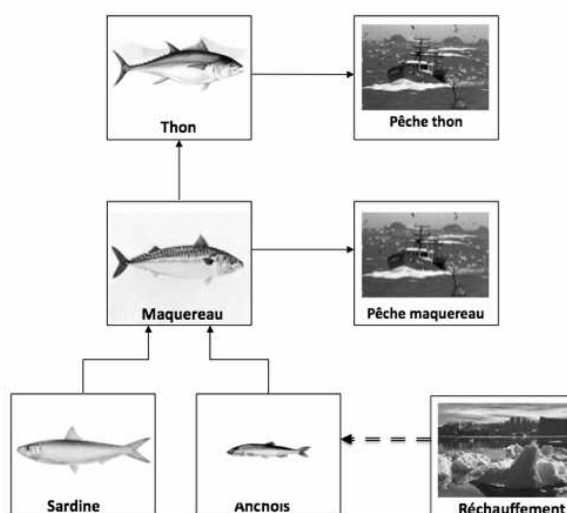 Thon
Pêche thon
Maquereau
Pêche maquereau
Sardine
Anchois
Réchauffement